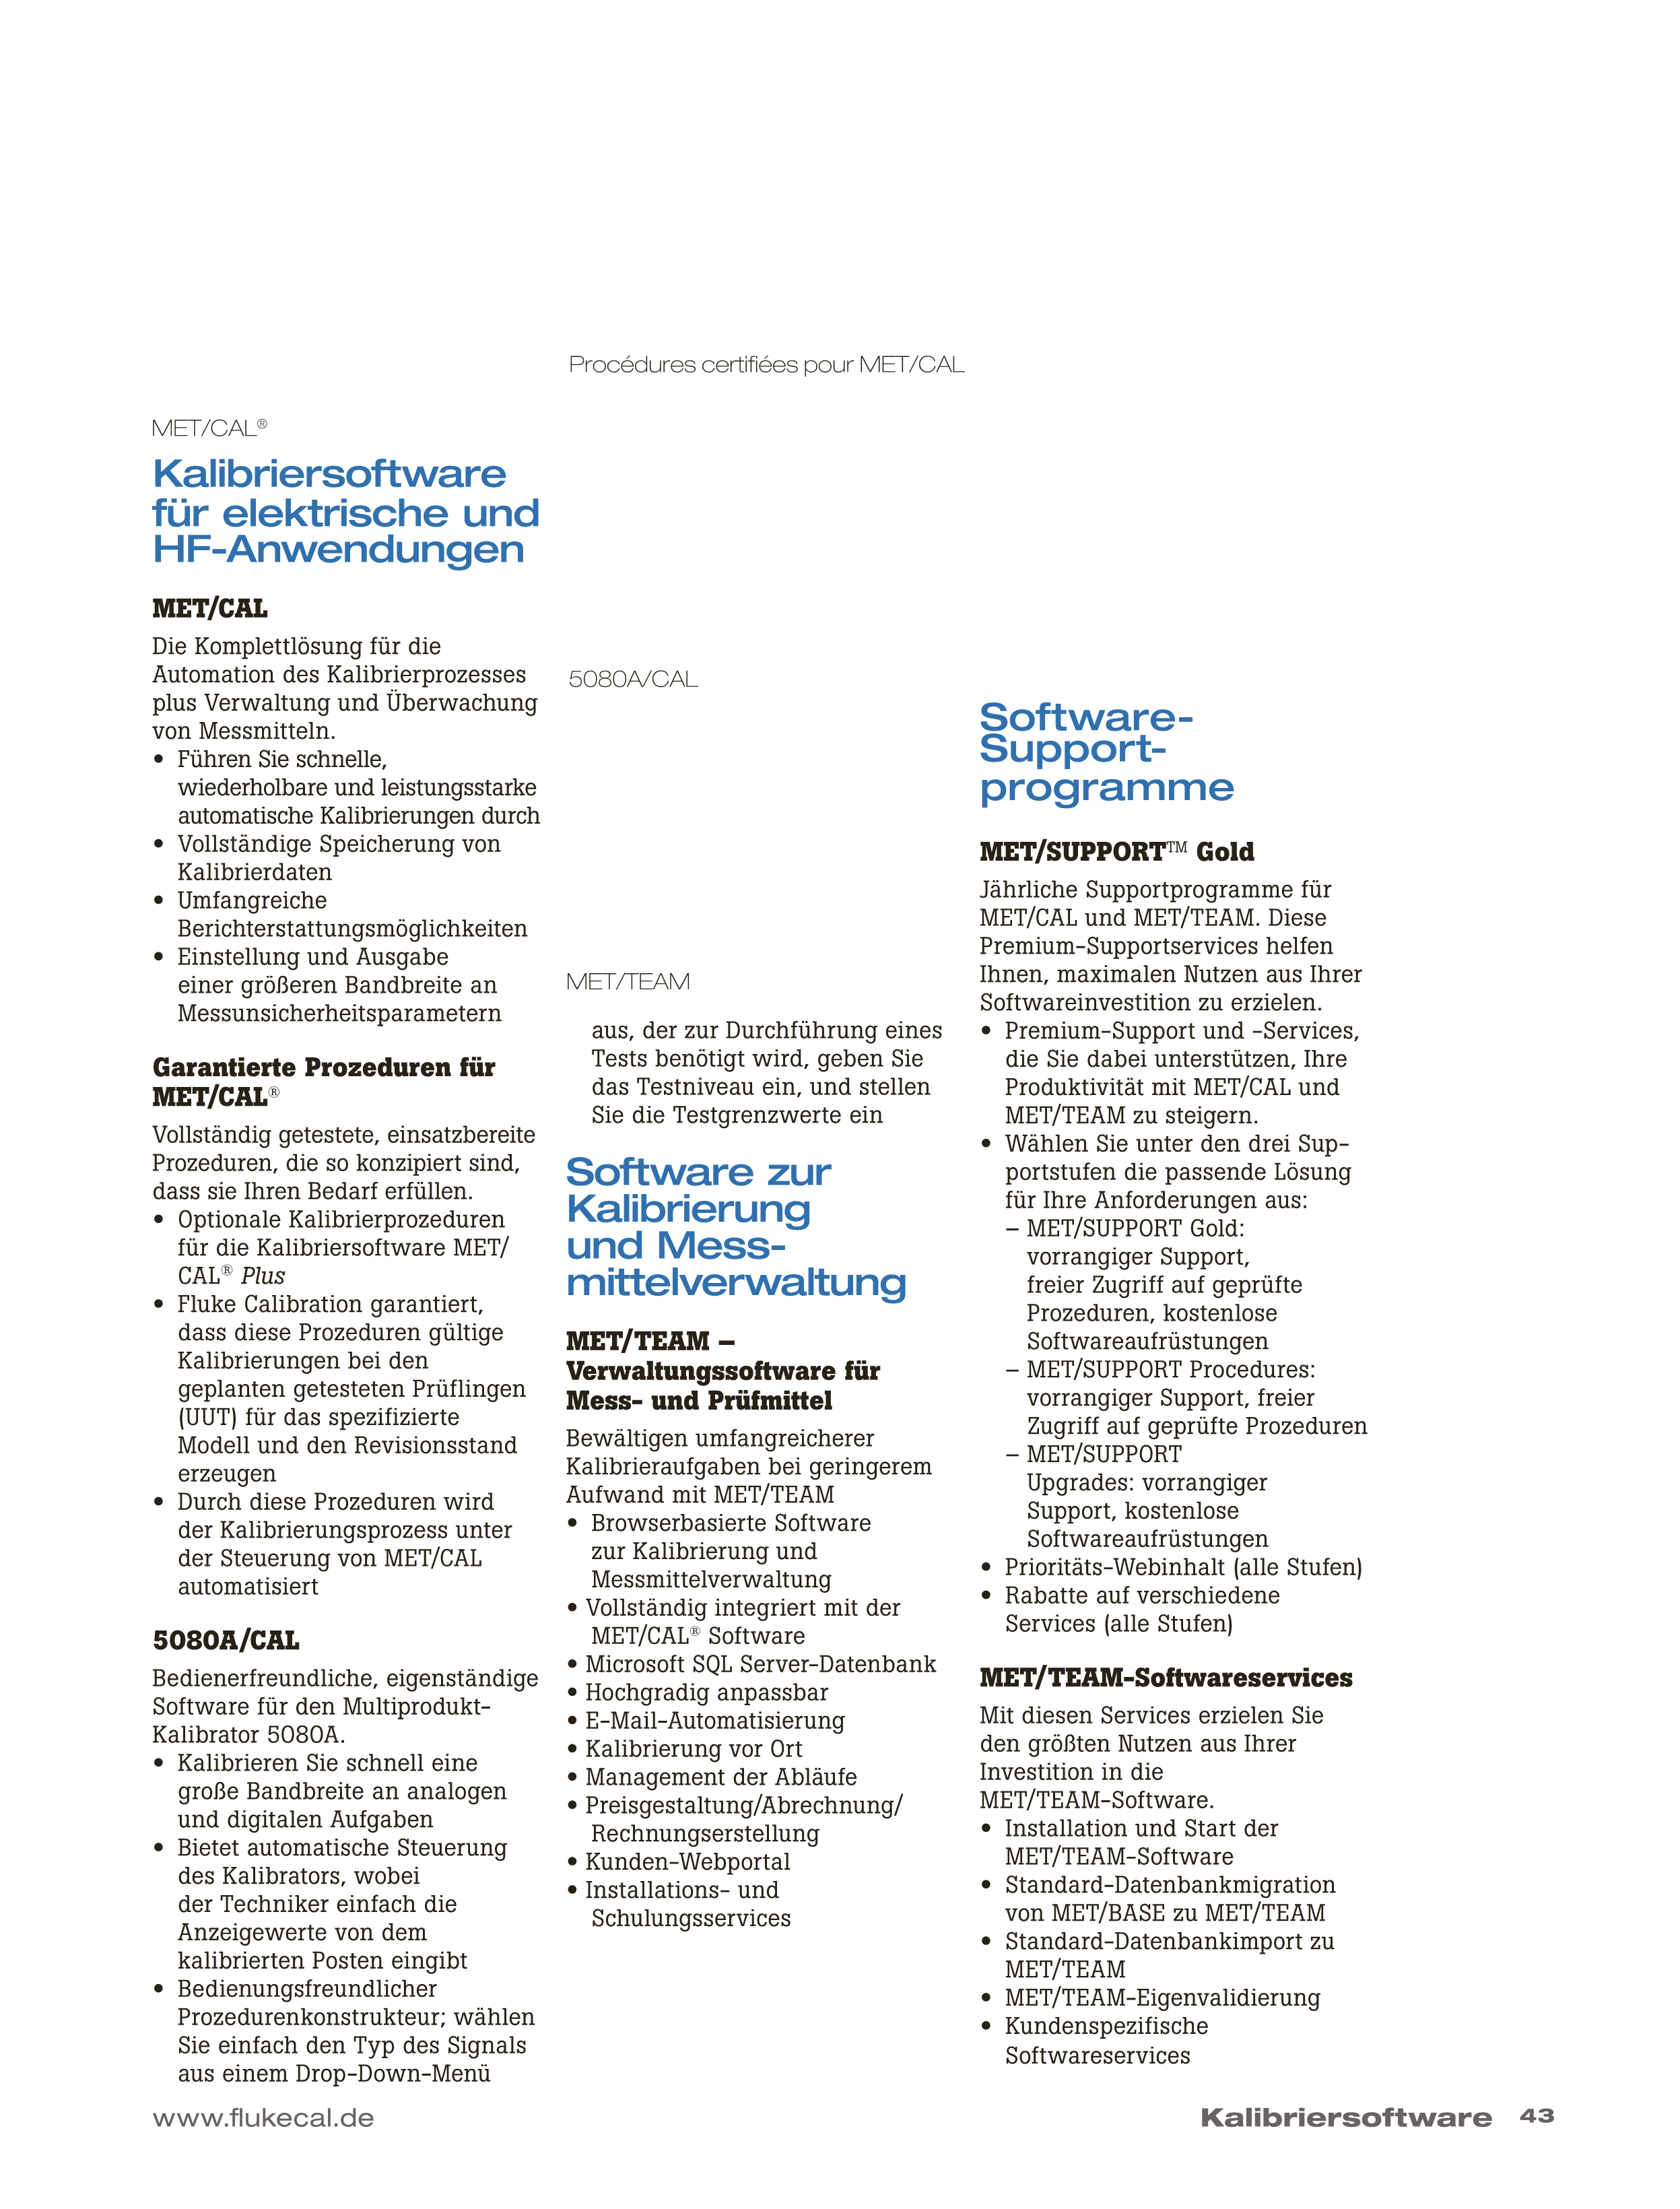 Procédures certifiées pour MET/CAL
MET/CAL®
Kalibriersoftware
für elektrische und
HF-Anwendungen
MET/CAL
Die Komplettlösung für die
Automation des Kalibrierprozesses
plus Verwaltung und Überwachung
von Messmitteln.
• Führen Sie schnelle,
wiederholbare und leistungsstarke
automatische Kalibrierungen durch
• Vollständige Speicherung von
Kalibrierdaten
• Umfangreiche
Berichterstattungsmöglichkeiten
• Einstellung und Ausgabe
einer größeren Bandbreite an
Messunsicherheitsparametern
Garantierte Prozeduren für
MET/CAL®
Vollständig getestete, einsatzbereite
Prozeduren, die so konzipiert sind,
dass sie Ihren Bedarf erfüllen.
• Optionale Kalibrierprozeduren
für die Kalibriersoftware MET/
CAL® Plus
• Fluke Calibration garantiert,
dass diese Prozeduren gültige
Kalibrierungen bei den
geplanten getesteten Prüflingen
(UUT) für das spezifizierte
Modell und den Revisionsstand
erzeugen
• Durch diese Prozeduren wird
der Kalibrierungsprozess unter
der Steuerung von MET/CAL
automatisiert
5080A/CAL
Bedienerfreundliche, eigenständige
Software für den Multiprodukt-
Kalibrator 5080A.
• Kalibrieren Sie schnell eine
große Bandbreite an analogen
und digitalen Aufgaben
• Bietet automatische Steuerung
des Kalibrators, wobei
der Techniker einfach die
Anzeigewerte von dem
kalibrierten Posten eingibt
• Bedienungsfreundlicher
Prozedurenkonstrukteur; wählen
Sie einfach den Typ des Signals
aus einem Drop-Down-Menü
5080A/CAL
MET/TEAM
aus, der zur Durchführung eines
Tests benötigt wird, geben Sie
das Testniveau ein, und stellen
Sie die Testgrenzwerte ein
Software zur
Kalibrierung
und Mess-
mittelverwaltung
MET/TEAM –
Verwaltungssoftware für
Mess- und Prüfmittel
Bewältigen umfangreicherer
Kalibrieraufgaben bei geringerem
Aufwand mit MET/TEAM
• Browserbasierte Software
zur Kalibrierung und
Messmittelverwaltung
• Vollständig integriert mit der
MET/CAL® Software
• Microsoft SQL Server-Datenbank
• Hochgradig anpassbar
• E-Mail-Automatisierung
• Kalibrierung vor Ort
• Management der Abläufe
• Preisgestaltung/Abrechnung/
Rechnungserstellung
• Kunden-Webportal
• Installations- und
Schulungsservices
Software-
Support-
programme
MET/SUPPORT™ Gold
Jährliche Supportprogramme für
MET/CAL und MET/TEAM. Diese
Premium-Supportservices helfen
Ihnen, maximalen Nutzen aus Ihrer
Softwareinvestition zu erzielen.
• Premium-Support und -Services,
die Sie dabei unterstützen, Ihre
Produktivität mit MET/CAL und
MET/TEAM zu steigern.
• Wählen Sie unter den drei Sup-
portstufen die passende Lösung
für Ihre Anforderungen aus:
– MET/SUPPORT Gold:
vorrangiger Support,
freier Zugriff auf geprüfte
Prozeduren, kostenlose
Softwareaufrüstungen
– MET/SUPPORT Procedures:
vorrangiger Support, freier
Zugriff auf geprüfte Prozeduren
– MET/SUPPORT
Upgrades: vorrangiger
Support, kostenlose
Softwareaufrüstungen
• Prioritäts-Webinhalt (alle Stufen)
• Rabatte auf verschiedene
Services (alle Stufen)
MET/TEAM-Softwareservices
Mit diesen Services erzielen Sie
den größten Nutzen aus Ihrer
Investition in die
MET/TEAM-Software.
• Installation und Start der
MET/TEAM-Software
• Standard-Datenbankmigration
von MET/BASE zu MET/TEAM
• Standard-Datenbankimport zu
MET/TEAM
• MET/TEAM-Eigenvalidierung
• Kundenspezifische
Softwareservices
www.flukecal.de
Kalibriersoftware 43